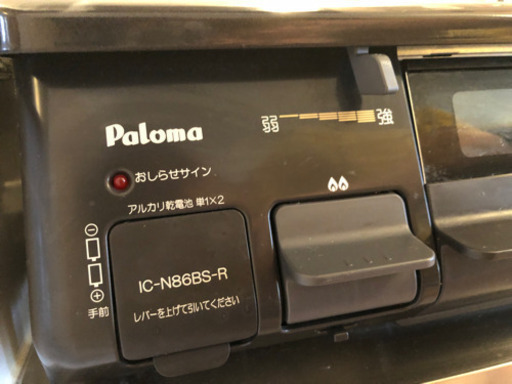 弱 強
Paloma
おしらせサイン
アルカリ乾電池 単1×2
IC-N86BS-R
レバーを上げて引いてください
手前